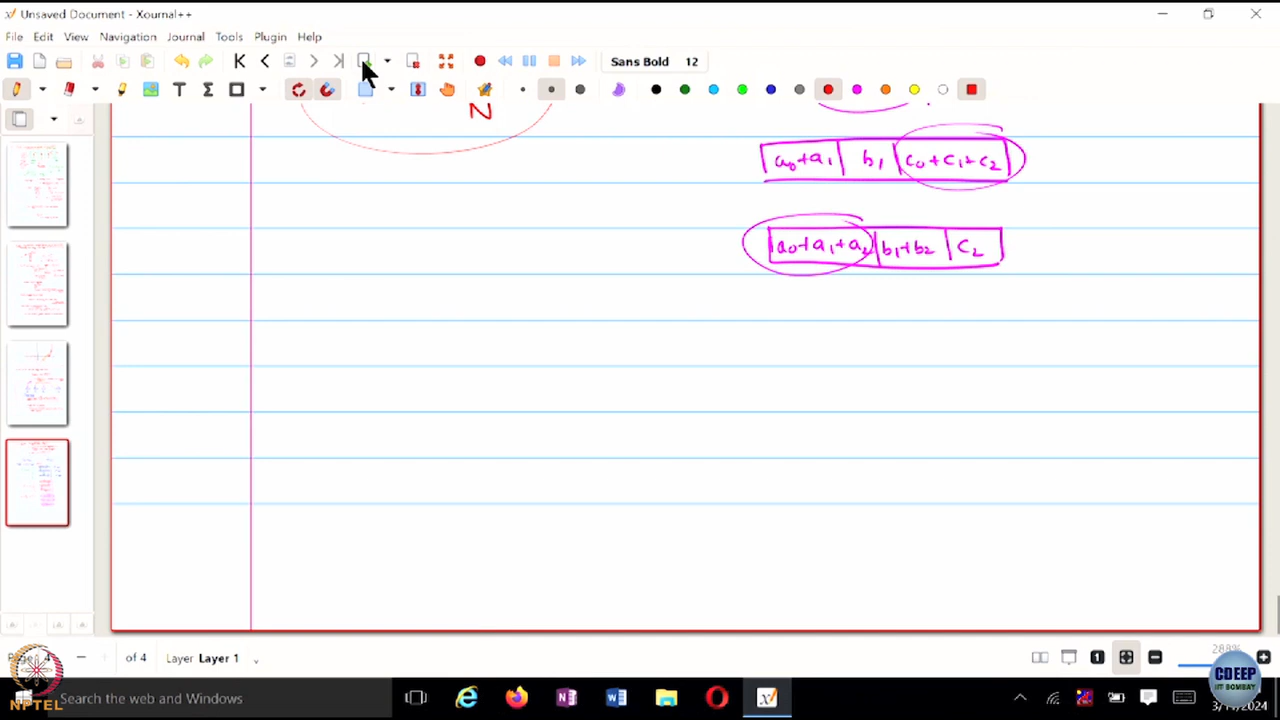 Unsaved Document - Xournal++
File Edit View Navigation Journal Tools Plugin Help
Sans Bold 12
N
a₀+a₁ b₁ c₀+c₁+c₂
a₀+a₁+a₂ b₁+b₂ c₂
of 4 Layer Layer 1
288%
Search the web and Windows
NPTEL
CDEEP
IIT BOMBAY